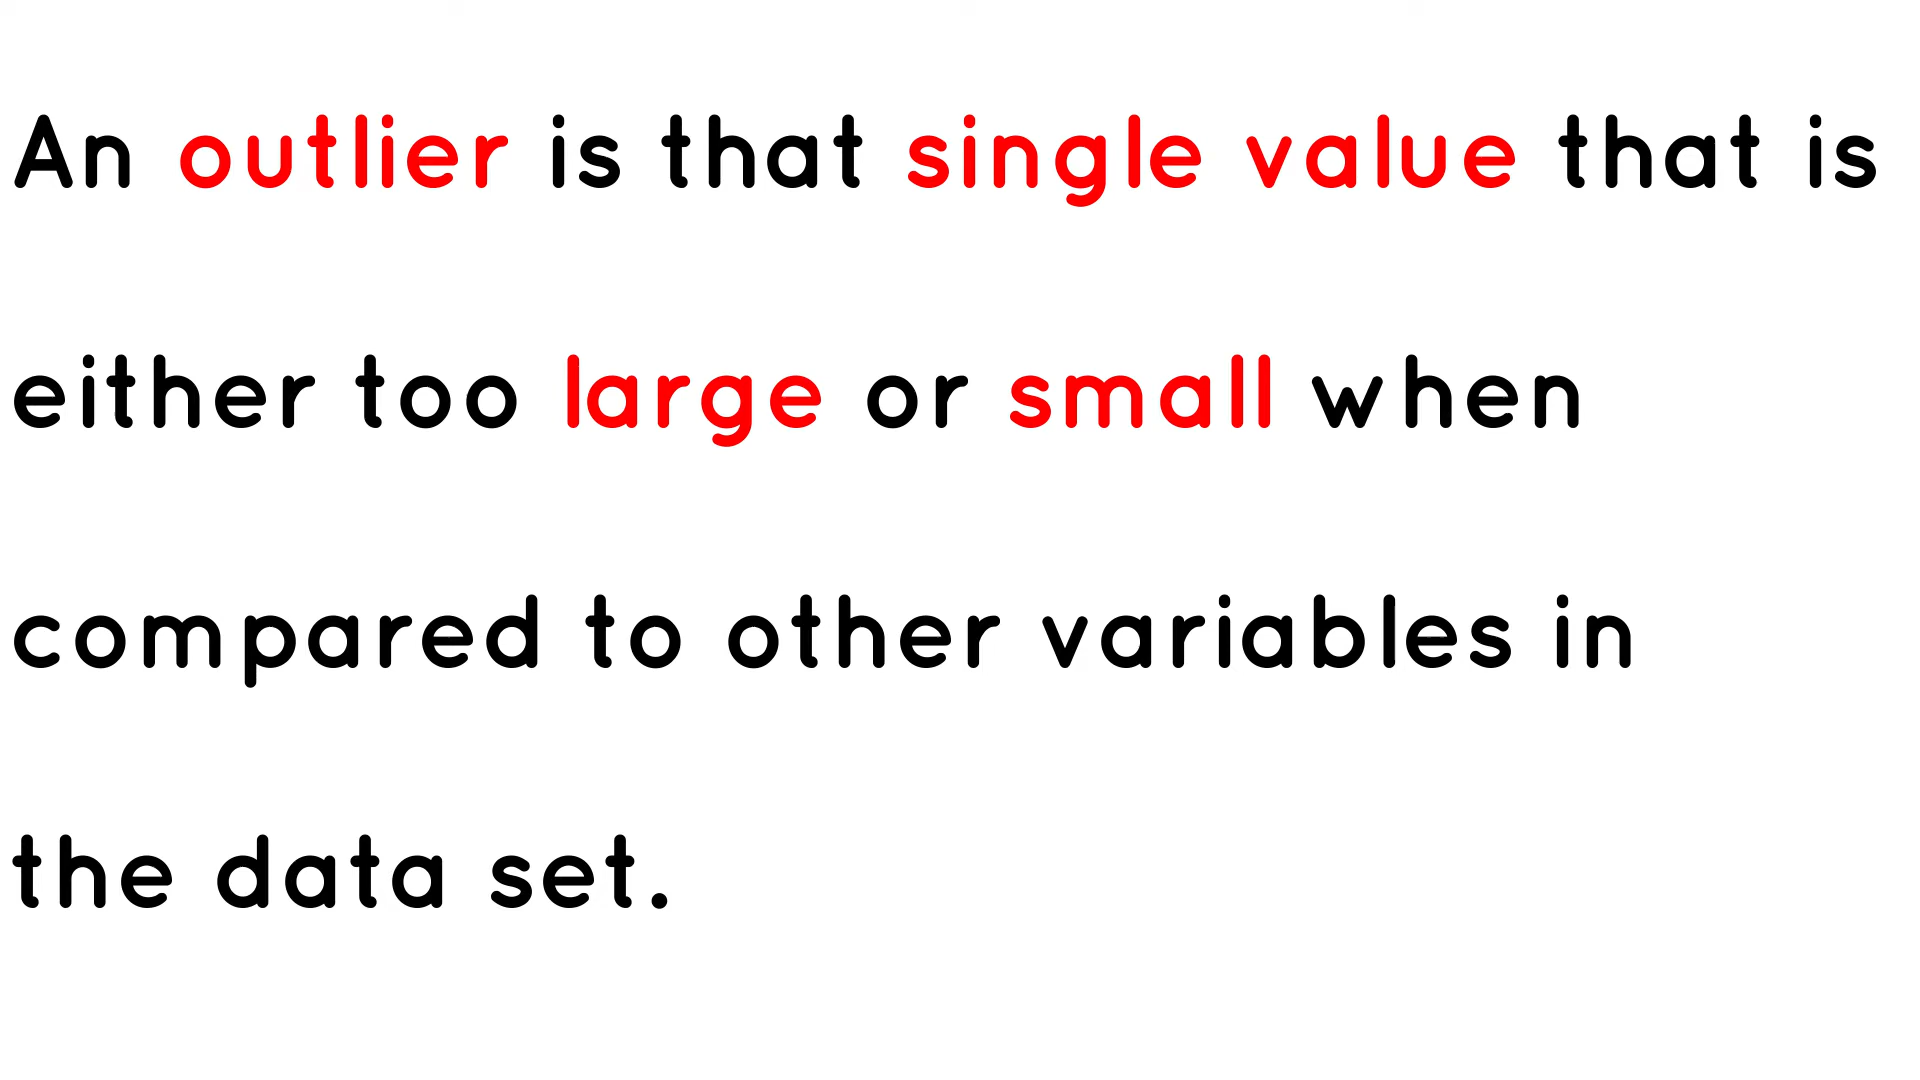 An outlier is that single value that is
either too large or small when
compared to other variables in
the data set.